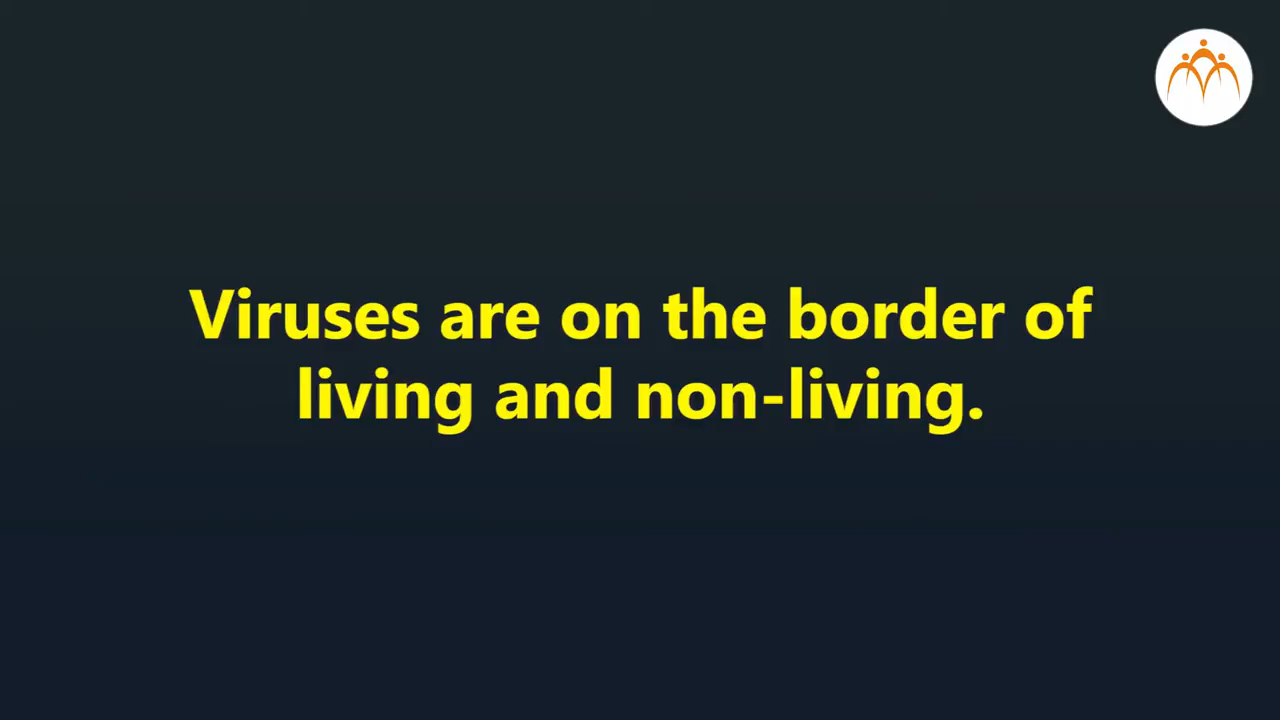 Viruses are on the border of
living and non-living.